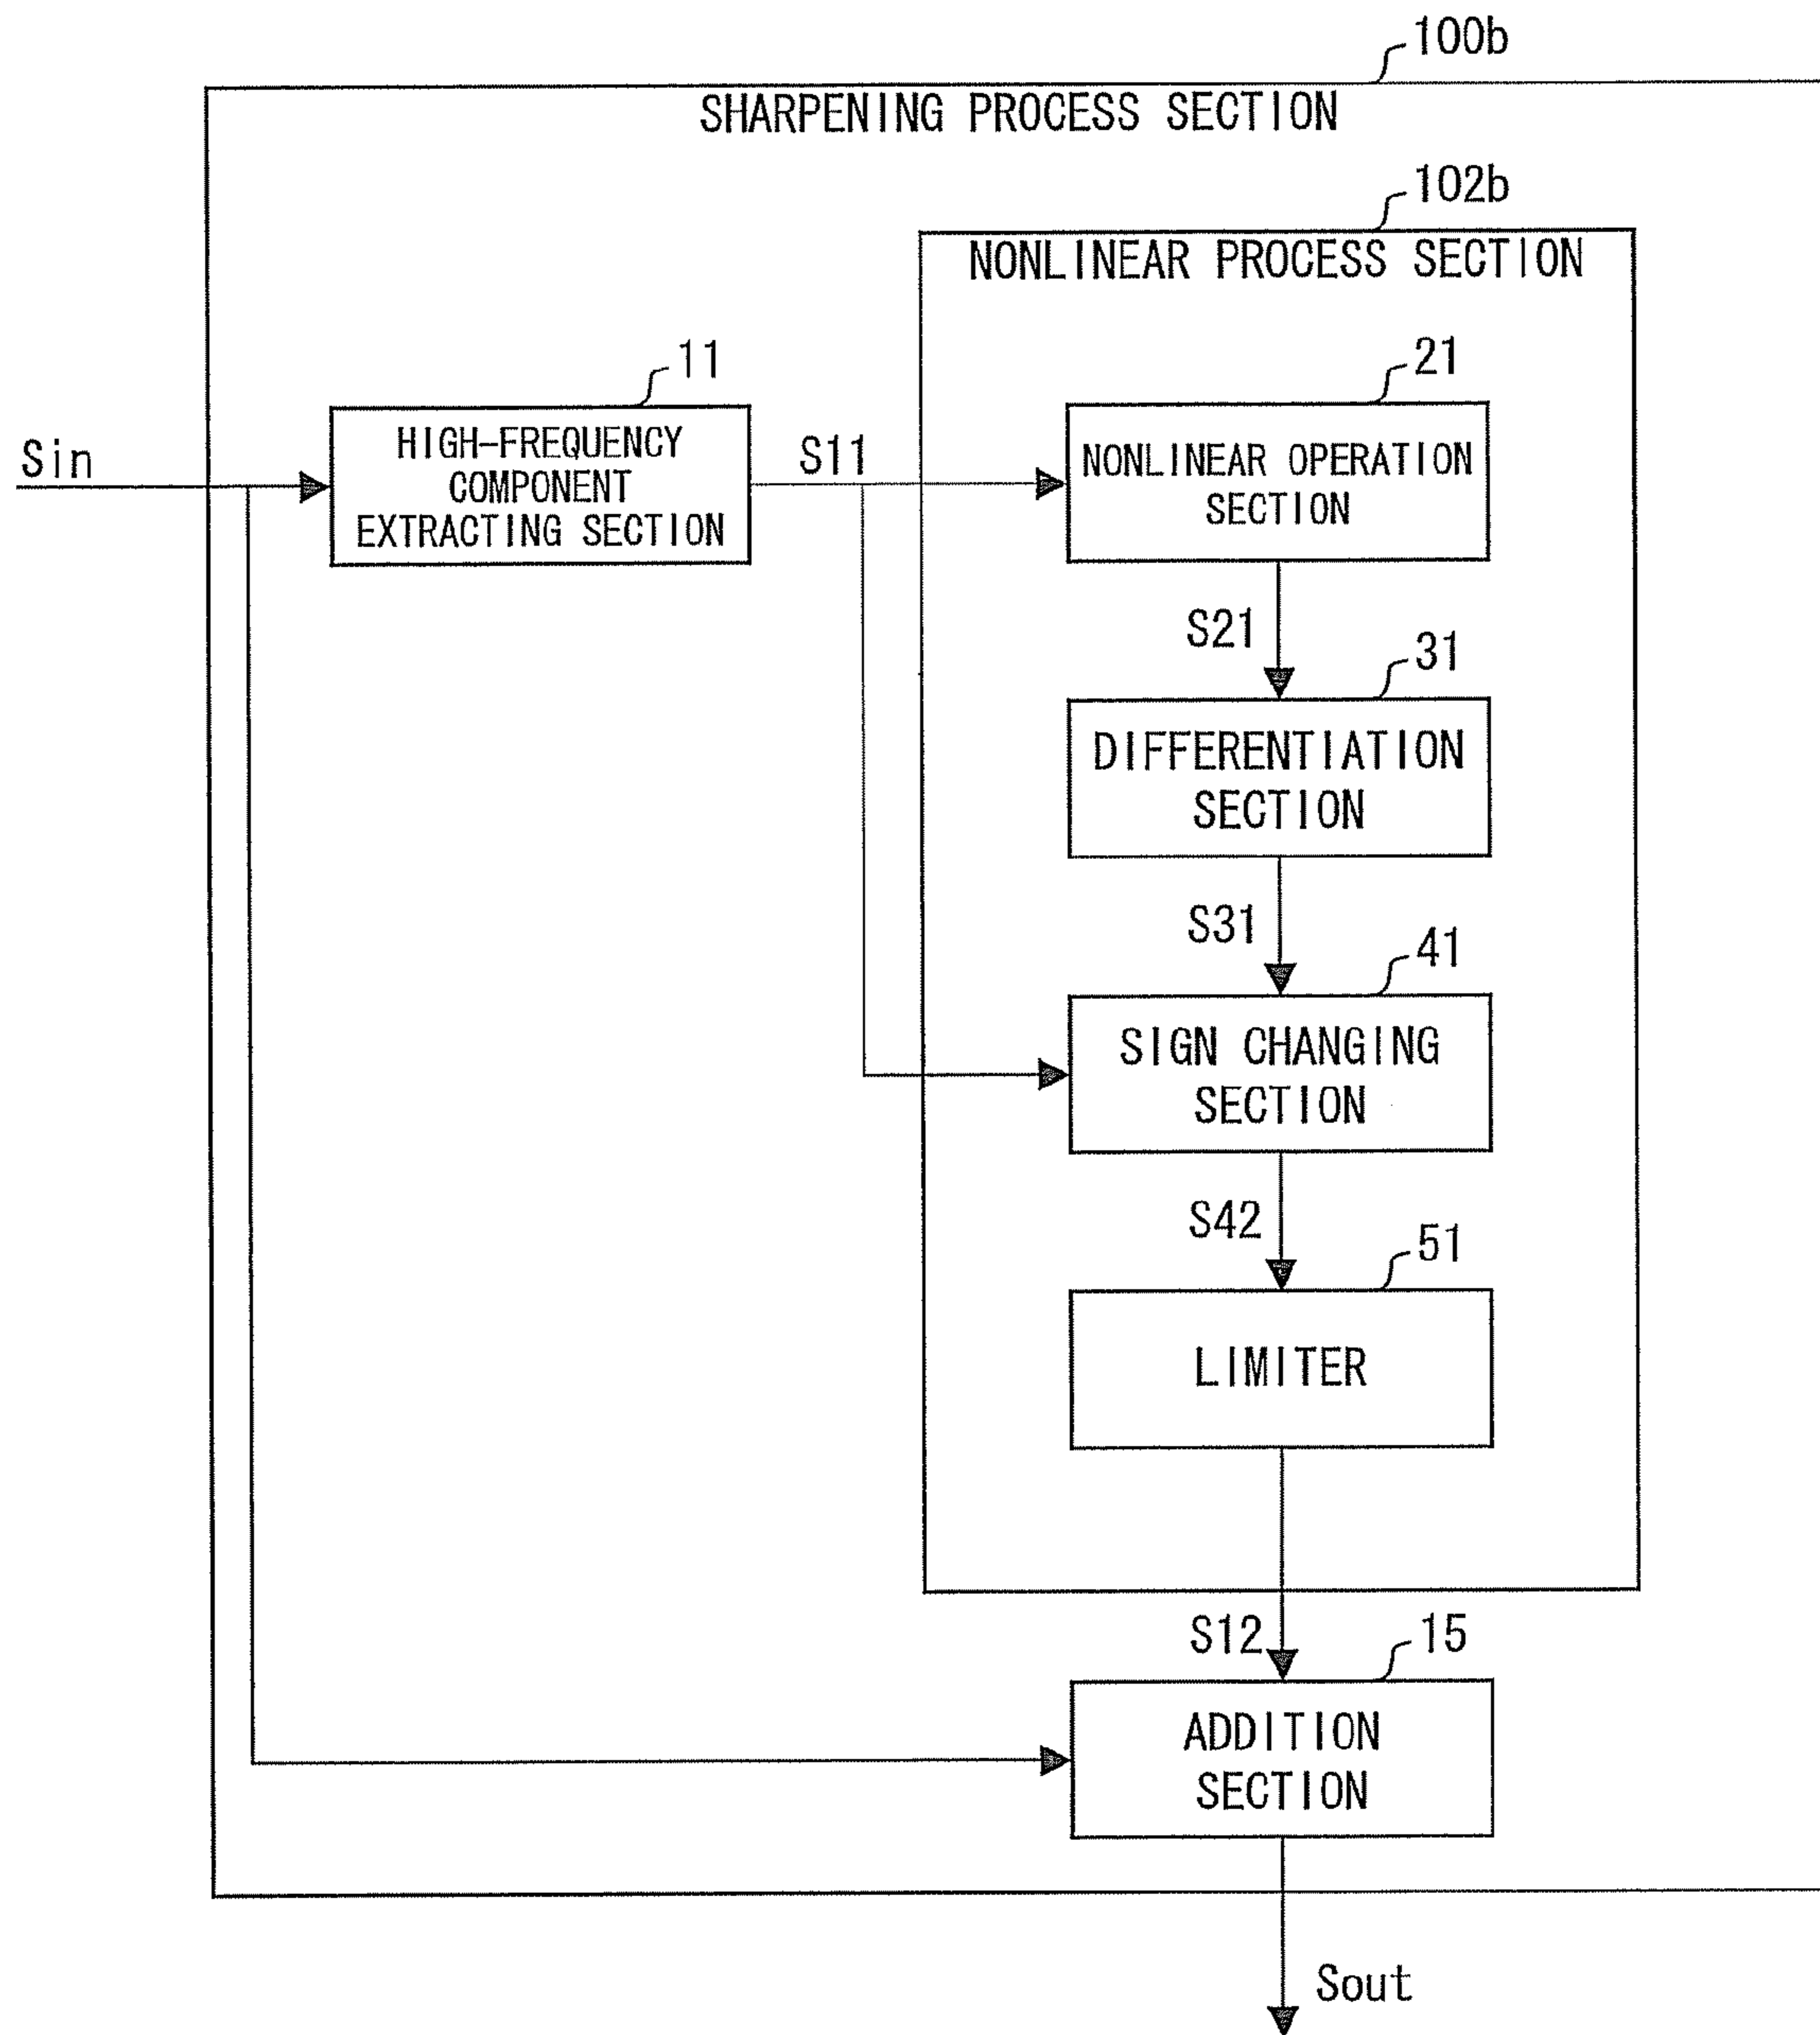 100b
SHARPENING PROCESS SECTION
102b
NONLINEAR PROCESS SECTION
11
21
Sin
HIGH-FREQUENCY
COMPONENT
EXTRACTING SECTION
S11
NONLINEAR OPERATION
SECTION
S21
31
DIFFERENTIATION
SECTION
S31
41
SIGN CHANGING
SECTION
S42
51
LIMITER
S12
15
ADDITION
SECTION
Sout